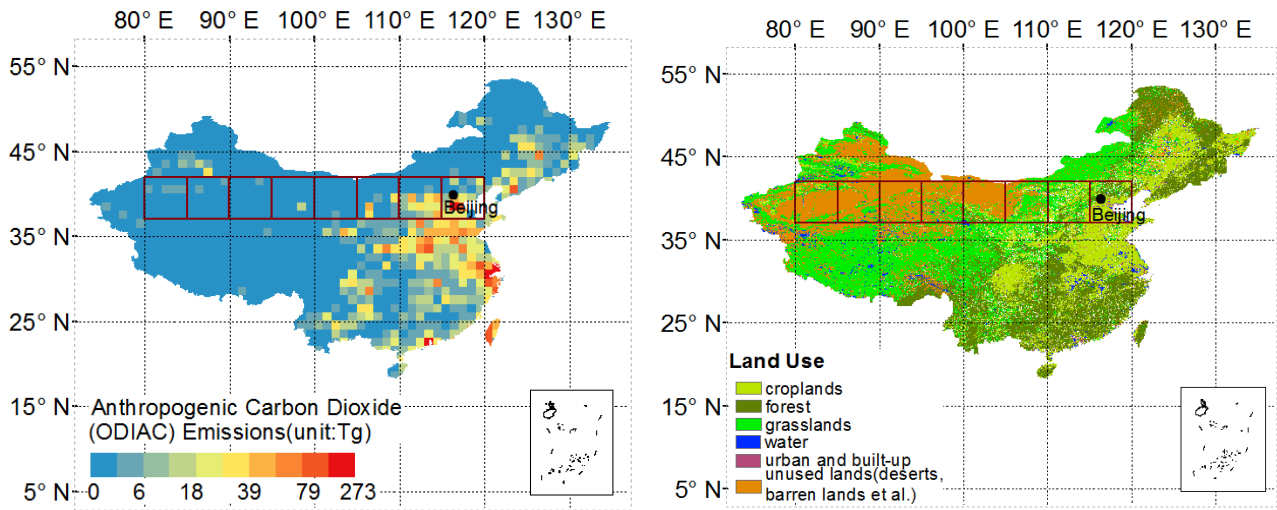 80° E 90° E 100° E 110° E 120° E 130° E
55° N
45° N
35° N
25° N
15° N
5° N
Beijing
Anthropogenic Carbon Dioxide
(ODIAC) Emissions(unit:Tg)
0 6 18 39 79 273
80° E 90° E 100° E 110° E 120° E 130° E
55° N
45° N
35° N
25° N
15° N
5° N
Beijing
Land Use
croplands
forest
grasslands
water
urban and built-up
unused lands(deserts,
barren lands et al.)